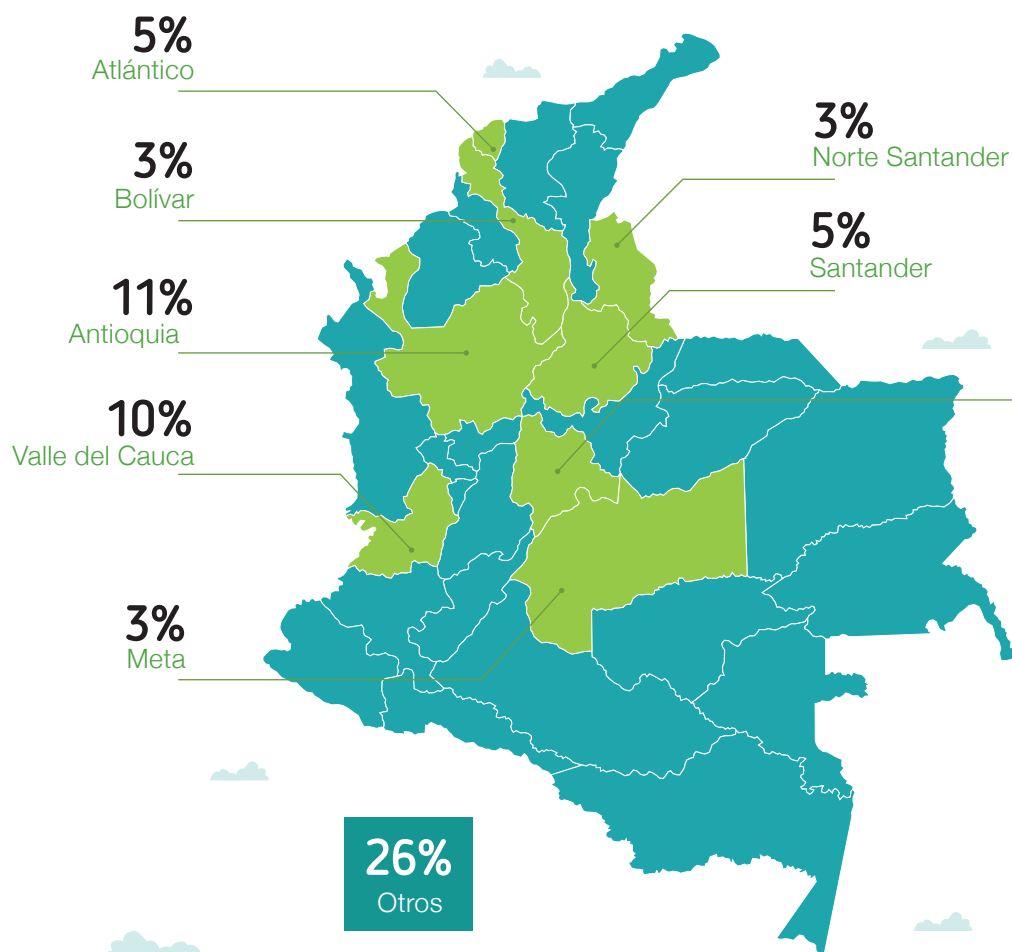 5%
Atlántico
3%
Bolívar
11%
Antioquia
10%
Valle del Cauca
3%
Meta
3%
Norte Santander
5%
Santander
26%
Otros